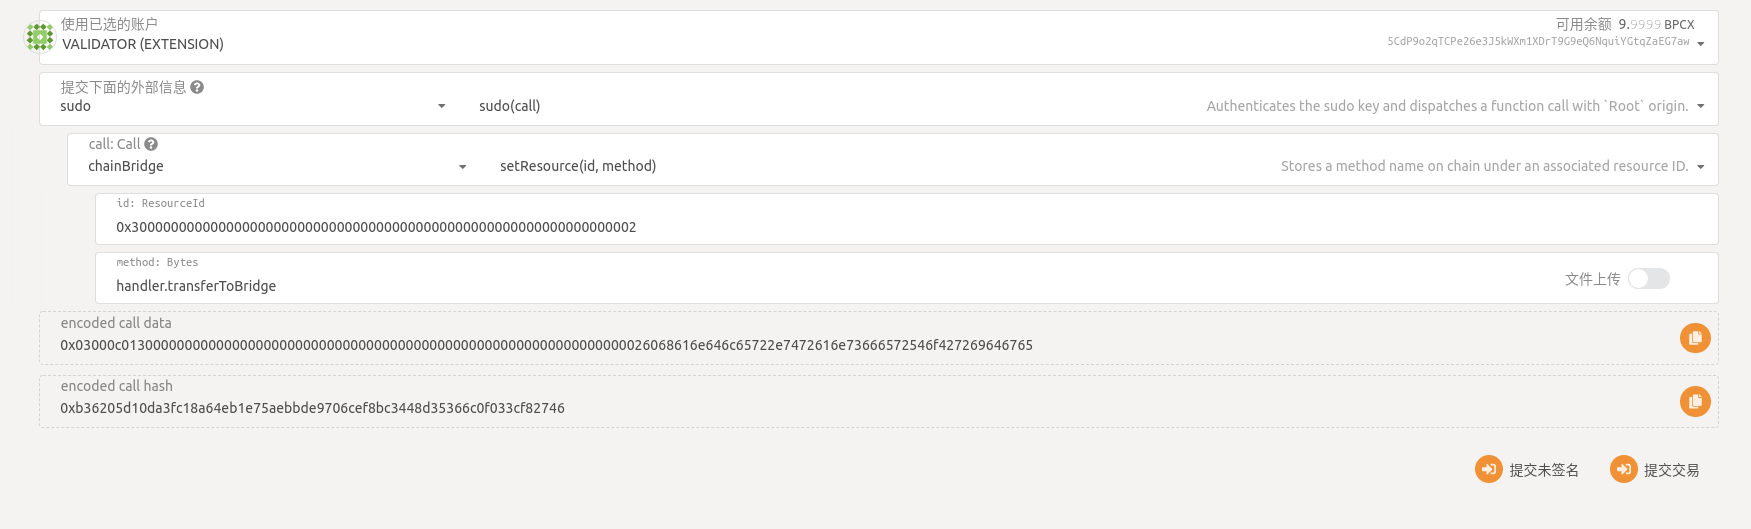 使用已选的账户
VALIDATOR (EXTENSION)
可用余额 9.9999 BPCX
5CdP9o2qTCPe26e3J5kWXm1XDrT9G9eQ6NquiYGtqZaEG7aw
提交下面的外部信息
sudo
sudo(call)
Authenticates the sudo key and dispatches a function call with `Root` origin.
call: Call
chainBridge
setResource(id, method)
Stores a method name on chain under an associated resource ID.
id: ResourceId
0x3000000000000000000000000000000000000000000000000000000000000002
method: Bytes
handler.transferToBridge
文件上传
encoded call data
0x03000c0130000000000000000000000000000000000000000000000000000000000000026068616e646c65722e7472616e73666572546f427269646765
encoded call hash
0xb36205d10da3fc18a64eb1e75aebbde9706cef8bc3448d35366c0f033cf82746
提交未签名
提交交易